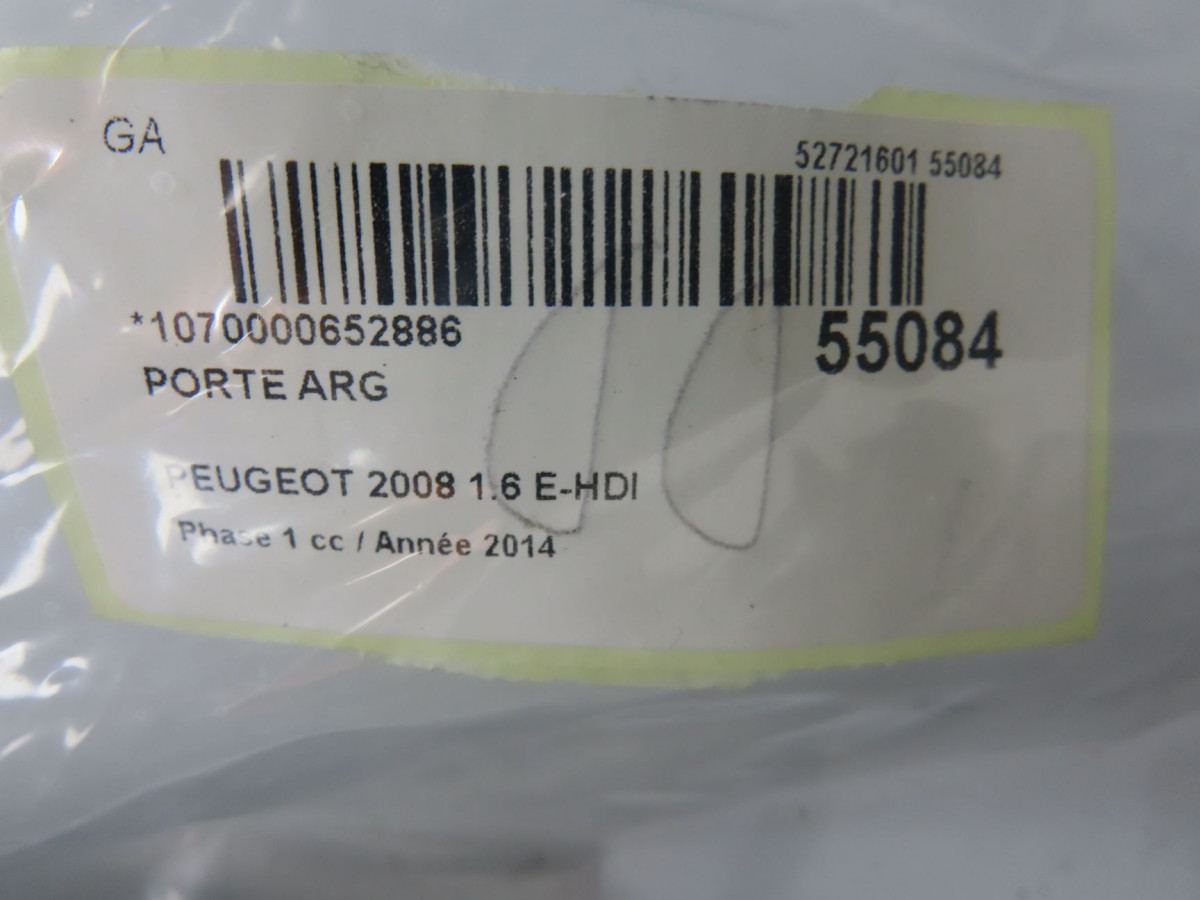 GA
52721601 55084
*1070000652886
55084
PORTE ARG
PEUGEOT 2008 1.6 E-HDI
Phase 1 cc / Année 2014